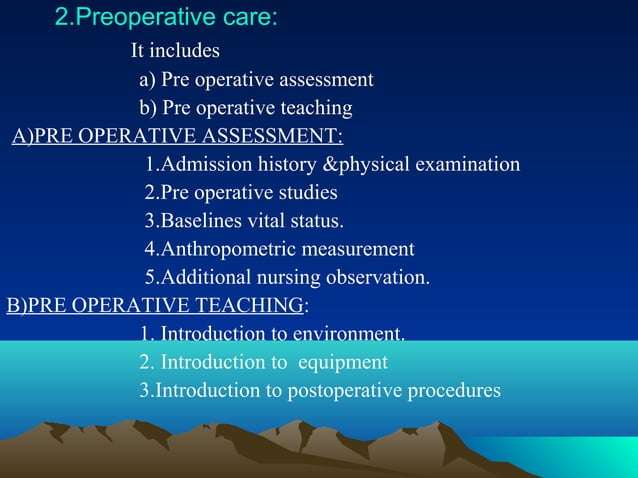 2.Preoperative care:
It includes
a) Pre operative assessment
b) Pre operative teaching
A)PRE OPERATIVE ASSESSMENT:
1.Admission history &physical examination
2.Pre operative studies
3.Baselines vital status.
4.Anthropometric measurement
5.Additional nursing observation.
B)PRE OPERATIVE TEACHING:
1. Introduction to environment.
2. Introduction to equipment
3.Introduction to postoperative procedures